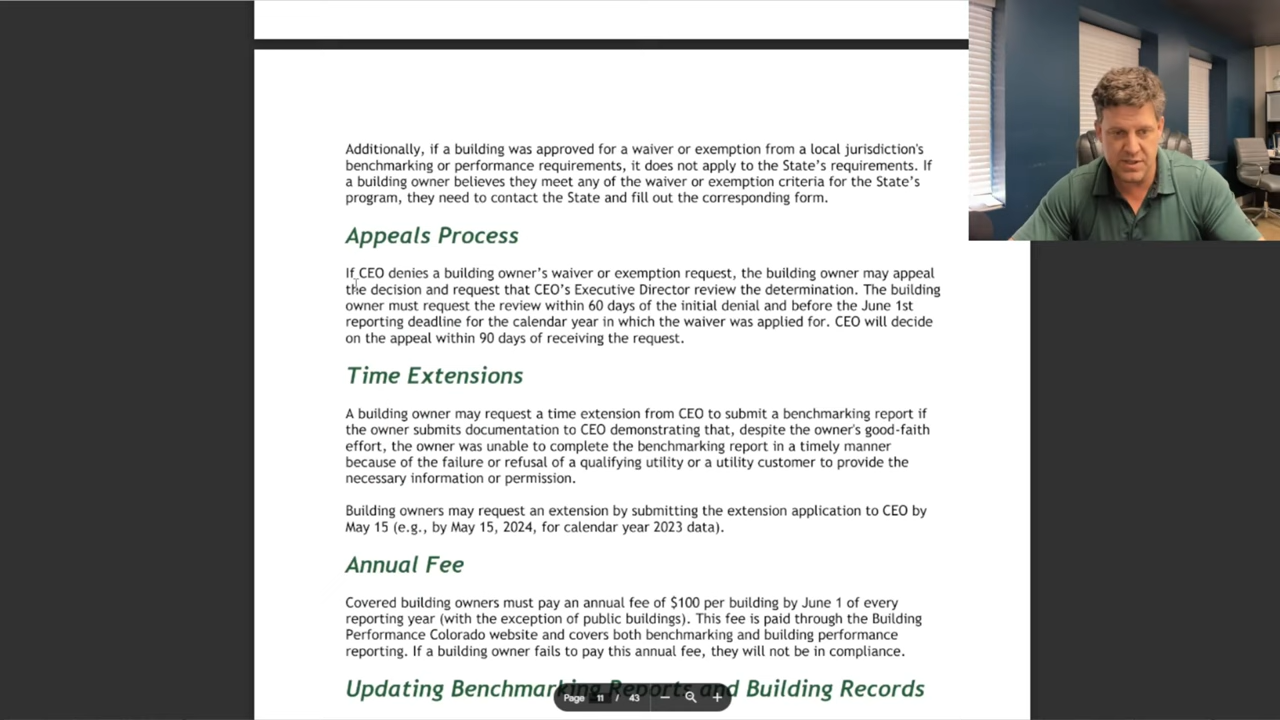 Additionally, if a building was approved for a waiver or exemption from a local jurisdiction's
benchmarking or performance requirements, it does not apply to the State's requirements. If
a building owner believes they meet any of the waiver or exemption criteria for the State's
program, they need to contact the State and fill out the corresponding form.
Appeals Process
If CEO denies a building owner's waiver or exemption request, the building owner may appeal
the decision and request that CEO's Executive Director review the determination. The building
owner must request the review within 60 days of the initial denial and before the June 1st
reporting deadline for the calendar year in which the waiver was applied for. CEO will decide
on the appeal within 90 days of receiving the request.
Time Extensions
A building owner may request a time extension from CEO to submit a benchmarking report if
the owner submits documentation to CEO demonstrating that, despite the owner's good-faith
effort, the owner was unable to complete the benchmarking report in a timely manner
because of the failure or refusal of a qualifying utility or a utility customer to provide the
necessary information or permission.
Building owners may request an extension by submitting the extension application to CEO by
May 15 (e.g., by May 15, 2024, for calendar year 2023 data).
Annual Fee
Covered building owners must pay an annual fee of $100 per building by June 1 of every
reporting year (with the exception of public buildings). This fee is paid through the Building
Performance Colorado website and covers both benchmarking and building performance
reporting. If a building owner fails to pay this annual fee, they will not be in compliance.
Updating Benchmarking Reports and Building Records
Page 11 / 43